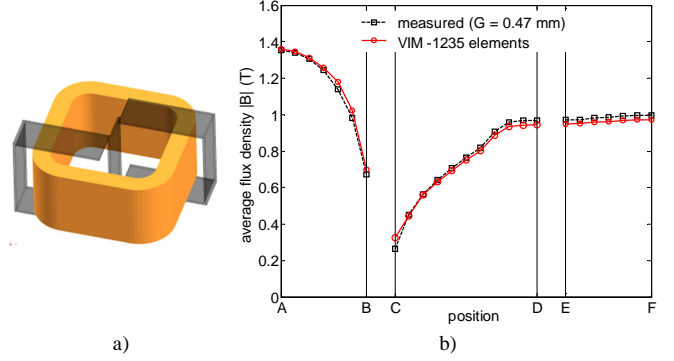 measured (G = 0.47 mm)
VIM -1235 elements
average flux density |B| (T)
1.6
1.4
1.2
1
0.8
0.6
0.4
0.2
0
A
B
C
D
E
F
position
a)
b)